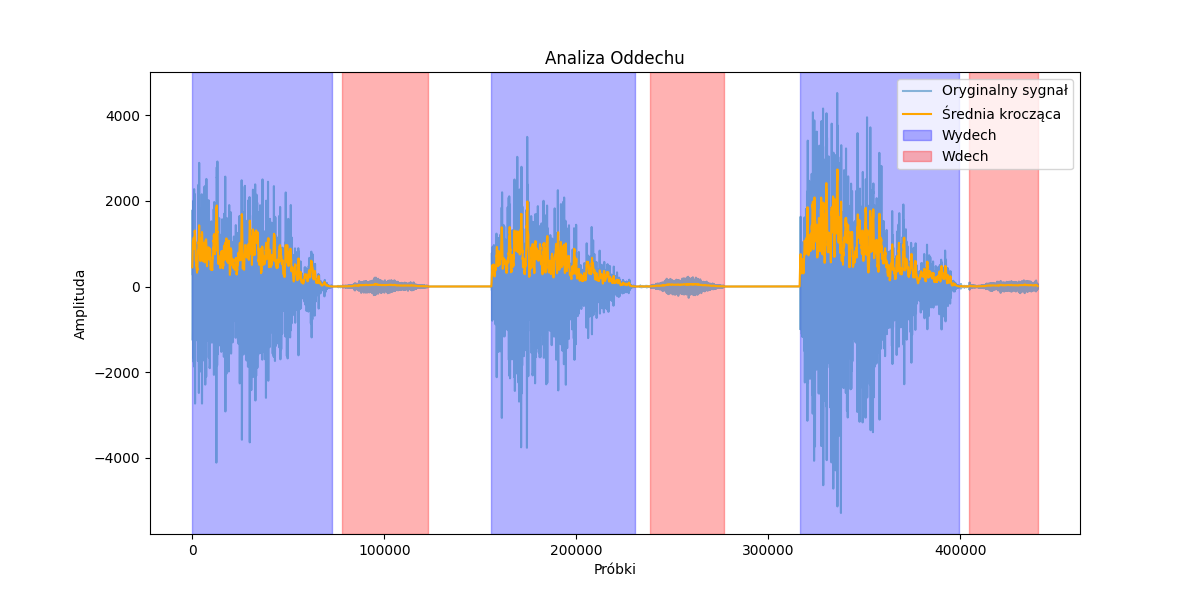 Analiza Oddechu
Oryginalny sygnał
Średnia krocząca
Wydech
Wdech
Amplituda
4000
2000
0
−2000
−4000
0 100000 200000 300000 400000
Próbki